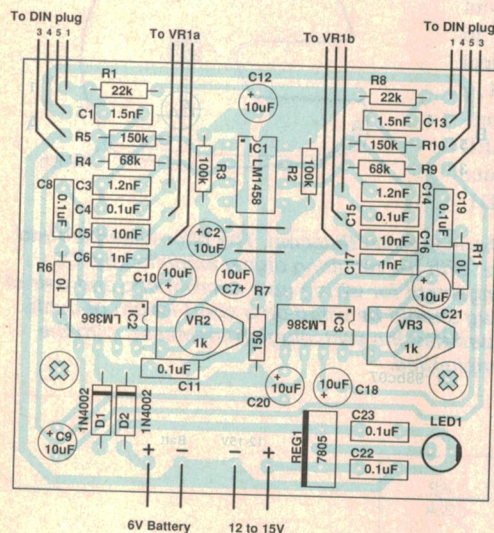 To DIN plug
3 4 5 1
To VR1a
To VR1b
To DIN plug
1 4 5 3
R1
22k
C12
+
10uF
R8
22k
C1
1.5nF
1.5nF
C13
R5
150k
150k
R10
R4
68k
68k
R9
R3
100k
IC1
LM1458
R2
100k
C8
0.1uF
C3
1.2nF
1.2nF
C14
0.1uF
C19
C4
0.1uF
C15
0.1uF
C5
10nF
10nF
C16
C6
1nF
C17
1nF
+ C2
10uF
R6
10
R11
10
C10
10uF
+
10uF
C7+
R7
150
+
10uF
C21
IC2
LM386
VR2
1k
IC3
LM386
VR3
1k
0.1uF
C11
+
10uF
C20
+
10uF
C18
1N4002
D1
D2
1N4002
C9
+
10uF
REG1
7805
C23
0.1uF
C22
0.1uF
LED1
+ − − +
6V Battery
12 to 15V